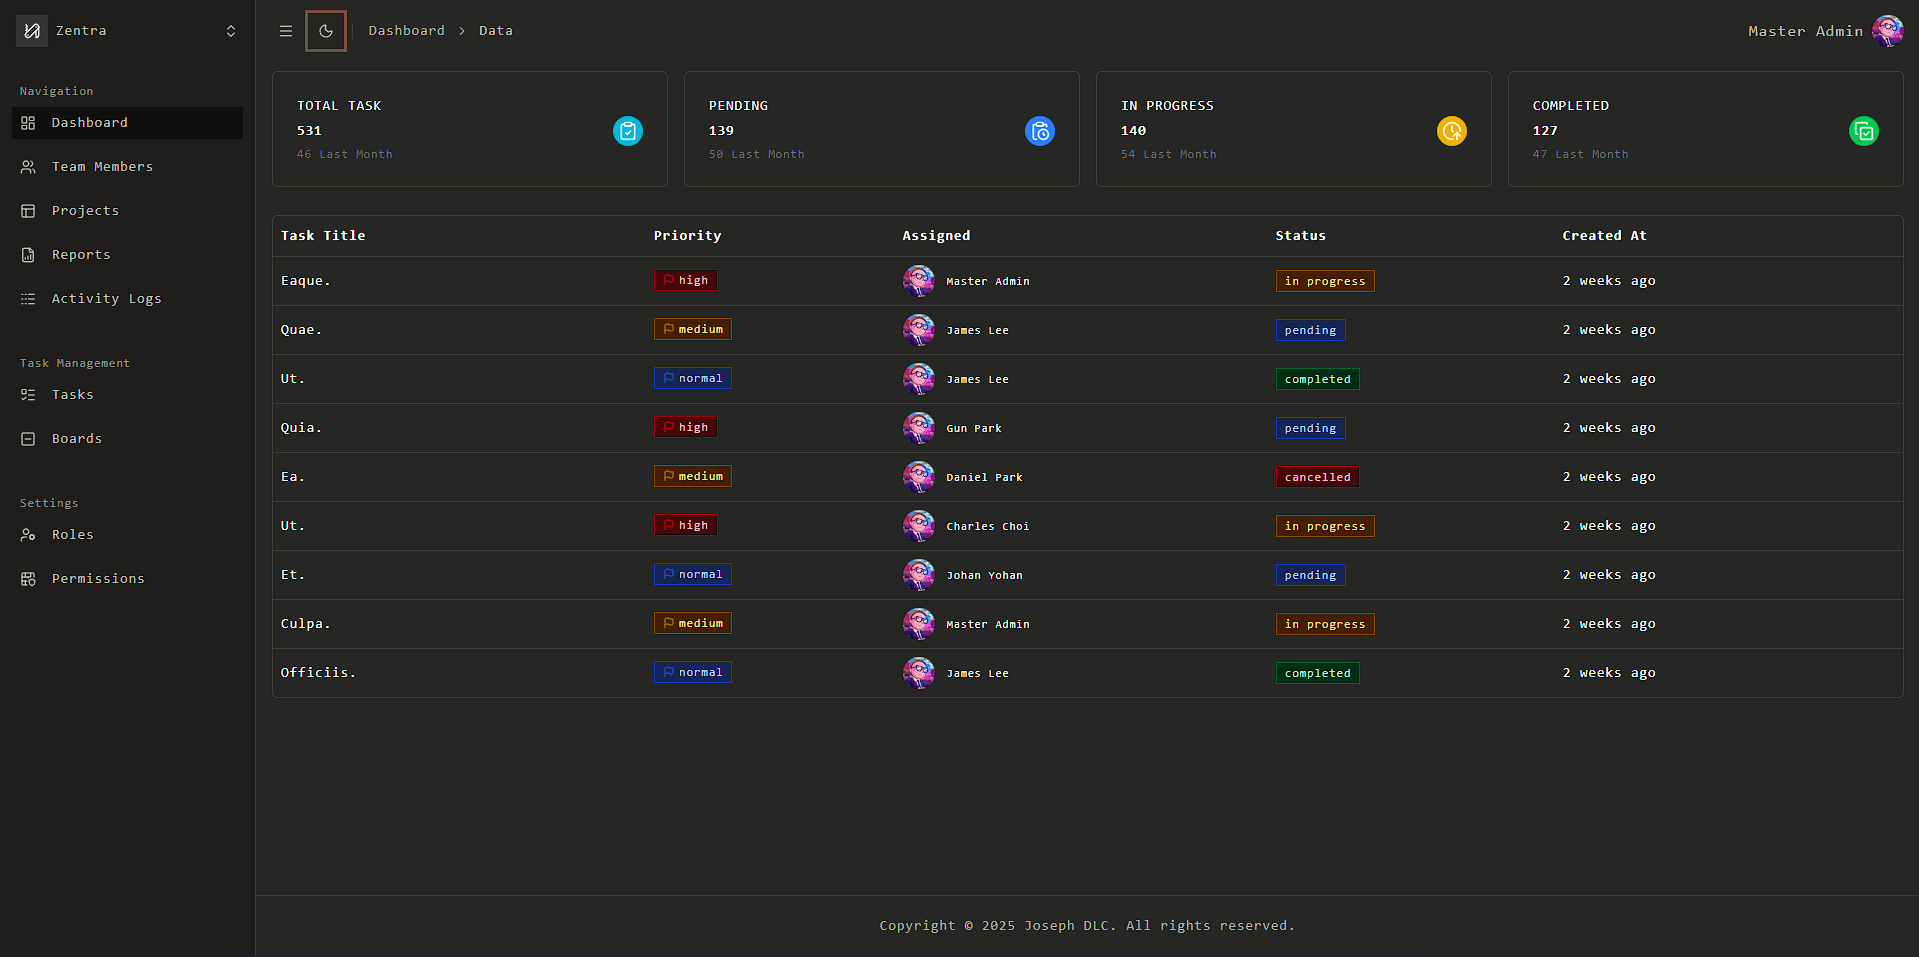 Zentra
Dashboard > Data
Master Admin
Navigation
Dashboard
Team Members
Projects
Reports
Activity Logs
Task Management
Tasks
Boards
Settings
Roles
Permissions
TOTAL TASK
531
46 Last Month
PENDING
139
50 Last Month
IN PROGRESS
140
54 Last Month
COMPLETED
127
47 Last Month
Task Title Priority Assigned Status Created At
Eaque. high Master Admin in progress 2 weeks ago
Quae. medium James Lee pending 2 weeks ago
Ut. normal James Lee completed 2 weeks ago
Quia. high Gun Park pending 2 weeks ago
Ea. medium Daniel Park cancelled 2 weeks ago
Ut. high Charles Choi in progress 2 weeks ago
Et. normal Johan Yohan pending 2 weeks ago
Culpa. medium Master Admin in progress 2 weeks ago
Officiis. normal James Lee completed 2 weeks ago
Copyright © 2025 Joseph DLC. All rights reserved.